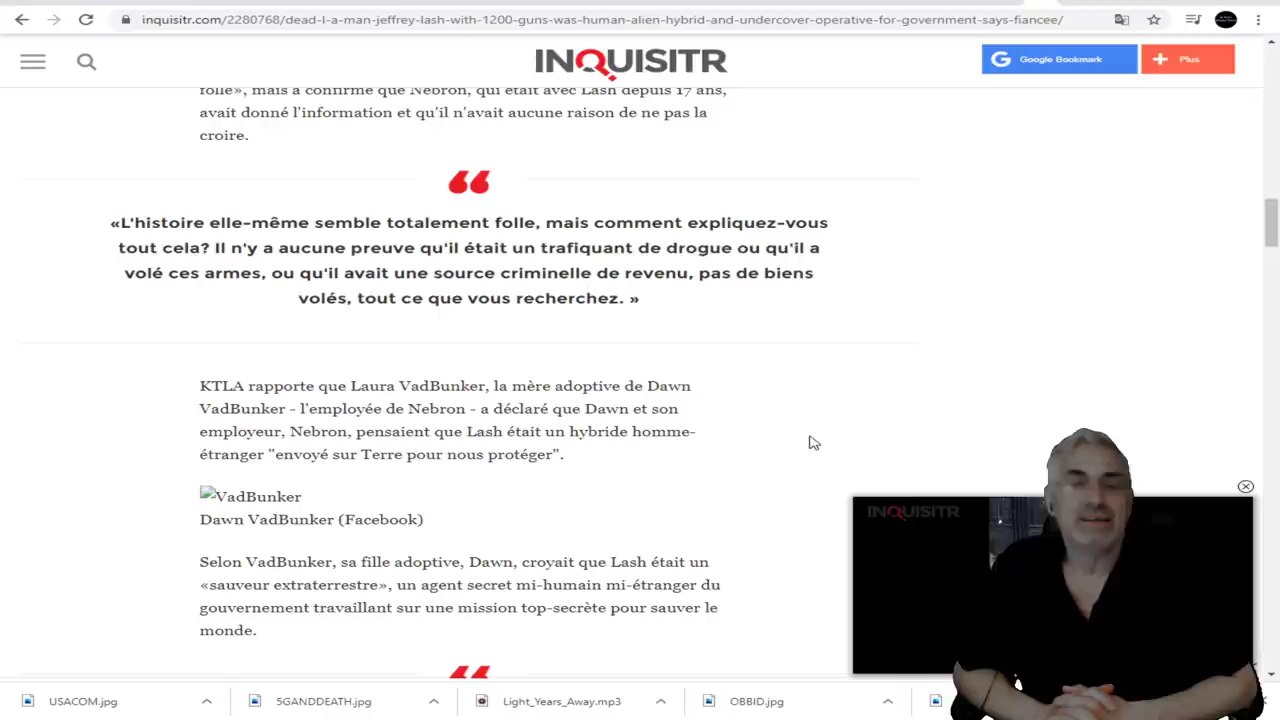 inquisitr.com/2280768/dead-l-a-man-jeffrey-lash-with-1200-guns-was-human-alien-hybrid-and-undercover-operative-for-government-says-fiancee/
INQUISITR
Google Bookmark
Plus
folle», mais a confirmé que Nebron, qui était avec Lash depuis 17 ans,
avait donné l'information et qu'il n'avait aucune raison de ne pas la
croire.
«L'histoire elle-même semble totalement folle, mais comment expliquez-vous
tout cela? Il n'y a aucune preuve qu'il était un trafiquant de drogue ou qu'il a
volé ces armes, ou qu'il avait une source criminelle de revenu, pas de biens
volés, tout ce que vous recherchez. »
KTLA rapporte que Laura VadBunker, la mère adoptive de Dawn
VadBunker - l'employée de Nebron - a déclaré que Dawn et son
employeur, Nebron, pensaient que Lash était un hybride homme-
étranger "envoyé sur Terre pour nous protéger".
VadBunker
Dawn VadBunker (Facebook)
INQUISITR
Selon VadBunker, sa fille adoptive, Dawn, croyait que Lash était un
«sauveur extraterrestre», un agent secret mi-humain mi-étranger du
gouvernement travaillant sur une mission top-secrète pour sauver le
monde.
USACOM.jpg
5GANDDEATH.jpg
Light_Years_Away.mp3
OBBID.jpg